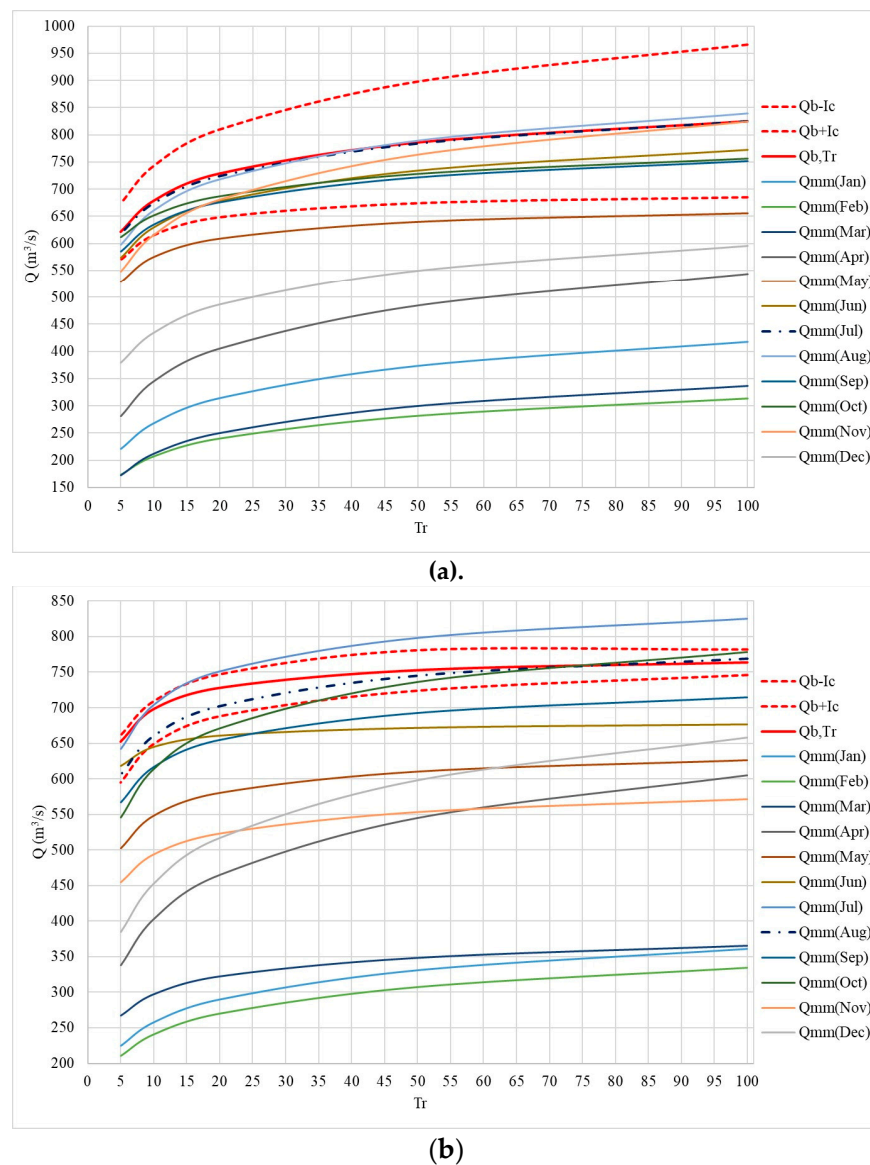 1000
950
900
850
800
750
700
650
600
550
500
450
400
350
300
250
200
150
Q (m³/s)
0 5 10 15 20 25 30 35 40 45 50 55 60 65 70 75 80 85 90 95 100
Tr
Qb-Ic
Qb+Ic
Qb,Tr
Qmm(Jan)
Qmm(Feb)
Qmm(Mar)
Qmm(Apr)
Qmm(May)
Qmm(Jun)
Qmm(Jul)
Qmm(Aug)
Qmm(Sep)
Qmm(Oct)
Qmm(Nov)
Qmm(Dec)
(a).
850
800
750
700
650
600
550
500
450
400
350
300
250
200
Q (m³/s)
0 5 10 15 20 25 30 35 40 45 50 55 60 65 70 75 80 85 90 95 100
Tr
Qb-Ic
Qb+Ic
Qb,Tr
Qmm(Jan)
Qmm(Feb)
Qmm(Mar)
Qmm(Apr)
Qmm(May)
Qmm(Jun)
Qmm(Jul)
Qmm(Aug)
Qmm(Sep)
Qmm(Oct)
Qmm(Nov)
Qmm(Dec)
(b)